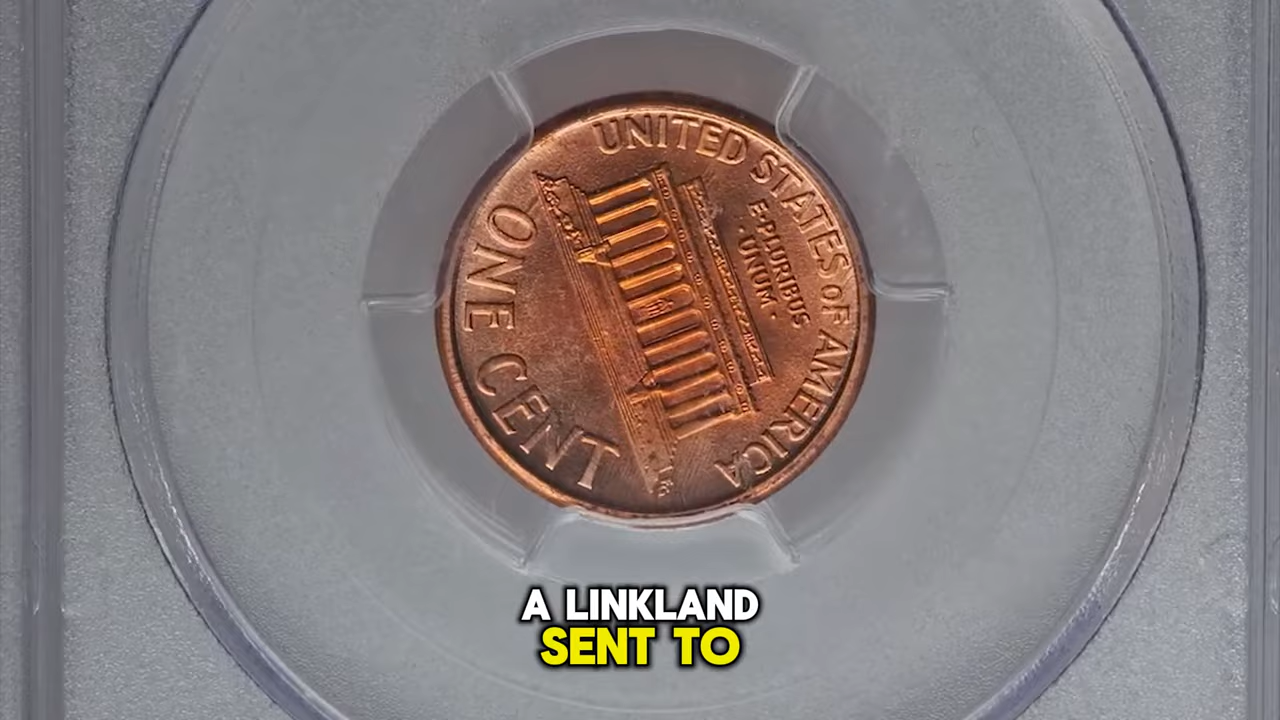 UNITED STATES OF AMERICA
E·PLURIBUS
·UNUM·
ONE CENT
A LINKLAND
SENT TO